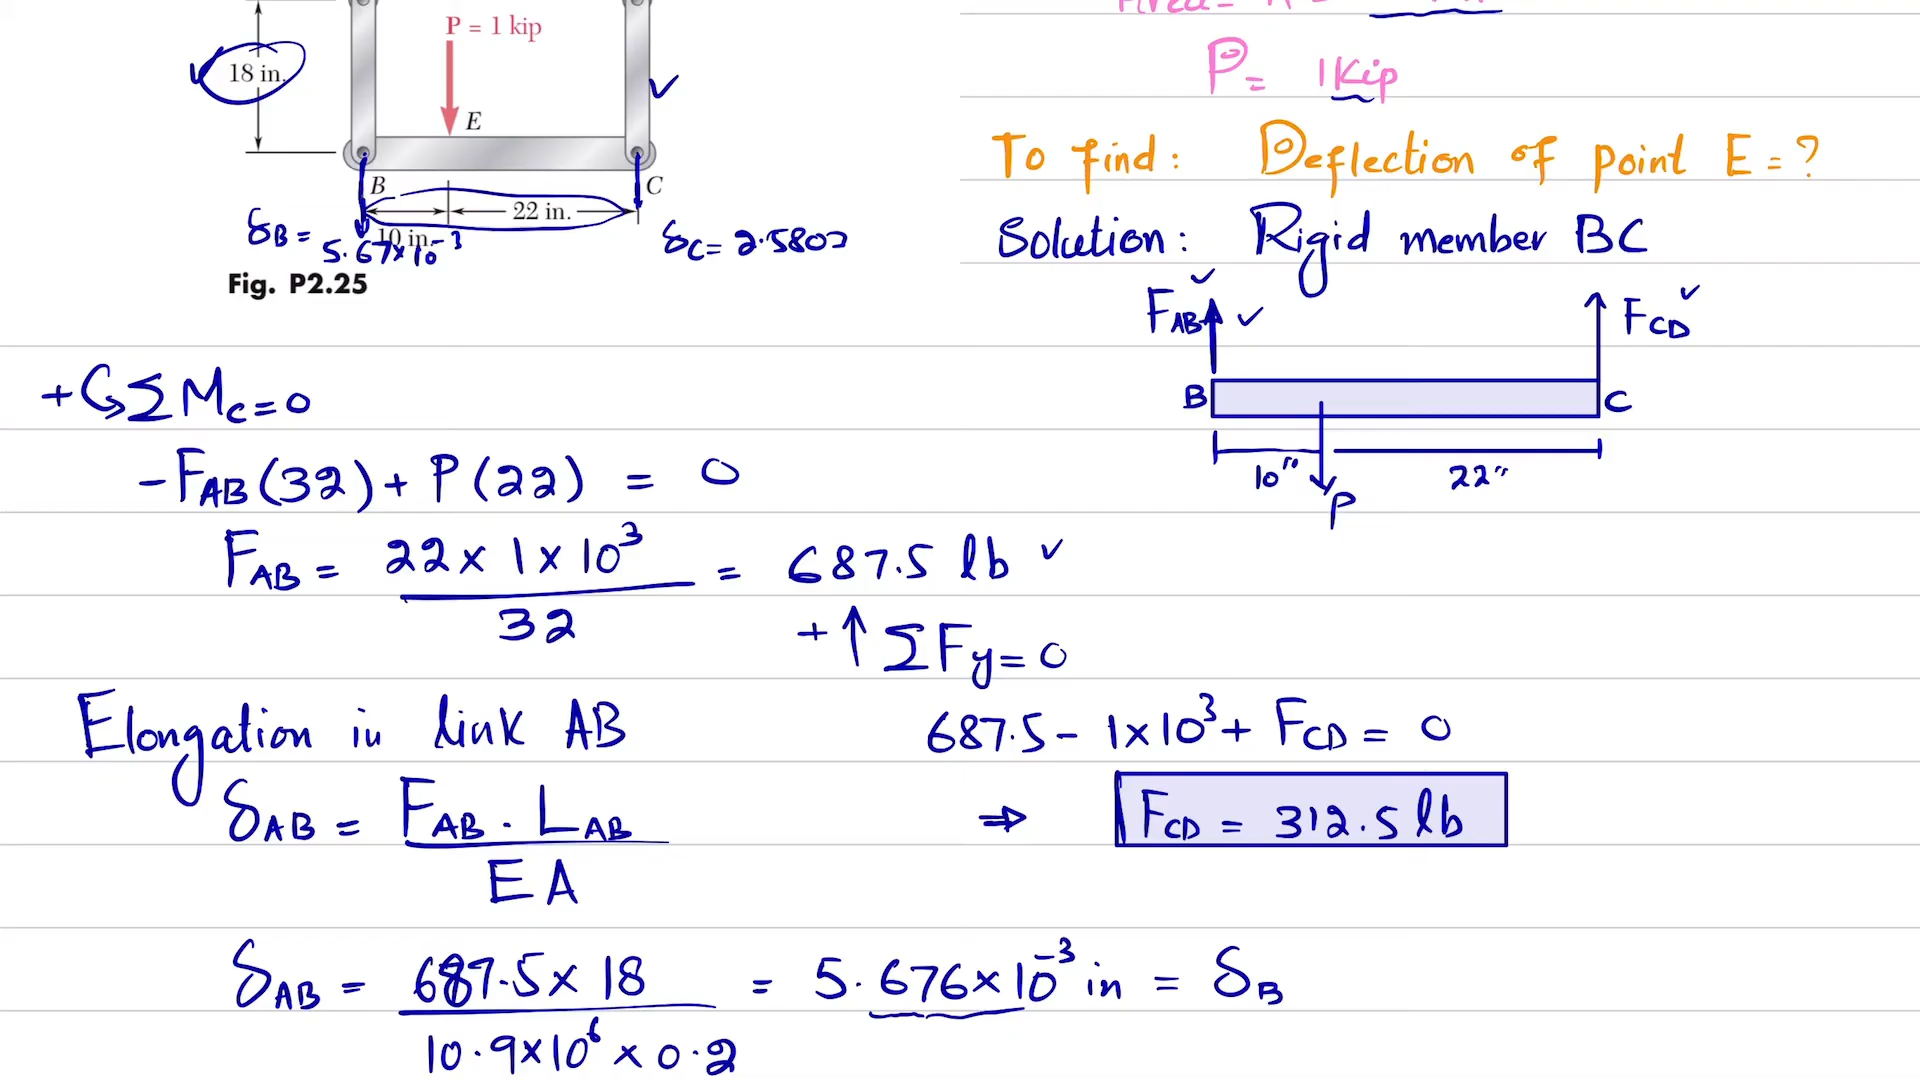 P = 1 kip
18 in.
E
B
C
22 in.
10 in.
δB = 5.67×10⁻³
δC = 2.580
Fig. P2.25
P = 1 Kip
To find: Deflection of point E = ?
Solution: Rigid member BC
FAB
FCD
B
C
10"
22"
P
+ ΣMC = 0
-FAB(32) + P(22) = 0
FAB = 22 × 1 × 10³ / 32 = 687.5 lb
+↑ ΣFy = 0
687.5 - 1×10³ + FCD = 0
⇒ FCD = 312.5 lb
Elongation in link AB
δAB = FAB . LAB / EA
δAB = 687.5 × 18 / 10.9×10⁶ × 0.2 = 5.676×10⁻³ in = δB